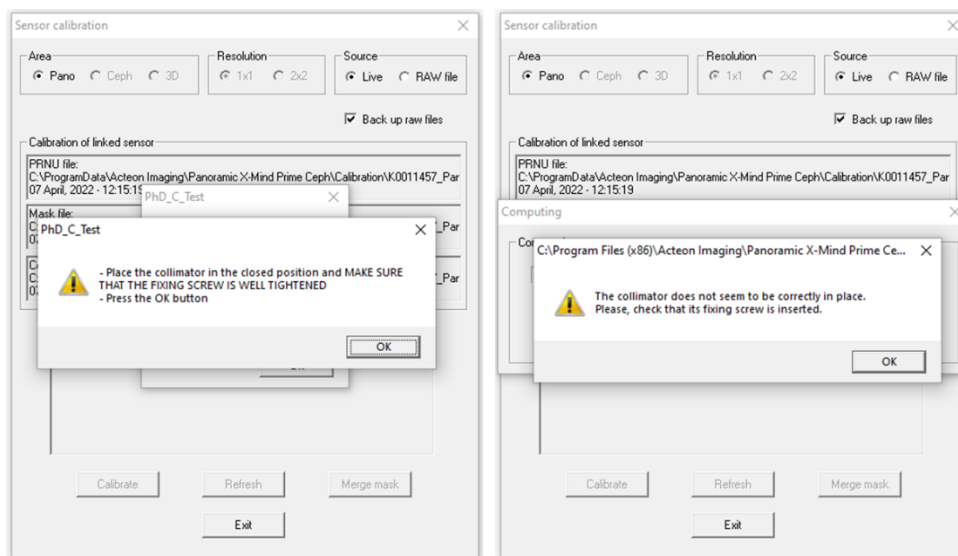 Sensor calibration
Area
Pano Ceph 3D
Resolution
1x1 2x2
Source
Live RAW file
Back up raw files
Calibration of linked sensor
PRNU file:
C:\ProgramData\Acteon Imaging\Panoramic X-Mind Prime Ceph\Calibration\K0011457_Par
07 April, 2022 - 12:15:19
PhD_C_Test
Mask file:
_Par
PhD_C_Test
- Place the collimator in the closed position and MAKE SURE
THAT THE FIXING SCREW IS WELL TIGHTENED
- Press the OK button
_Par
OK
Calibrate Refresh Merge mask
Exit
Sensor calibration
Area
Pano Ceph 3D
Resolution
1x1 2x2
Source
Live RAW file
Back up raw files
Calibration of linked sensor
PRNU file:
C:\ProgramData\Acteon Imaging\Panoramic X-Mind Prime Ceph\Calibration\K0011457_Par
07 April, 2022 - 12:15:19
Computing
C:\Program Files (x86)\Acteon Imaging\Panoramic X-Mind Prime Ce...
The collimator does not seem to be correctly in place.
Please, check that its fixing screw is inserted.
OK
Calibrate Refresh Merge mask
Exit